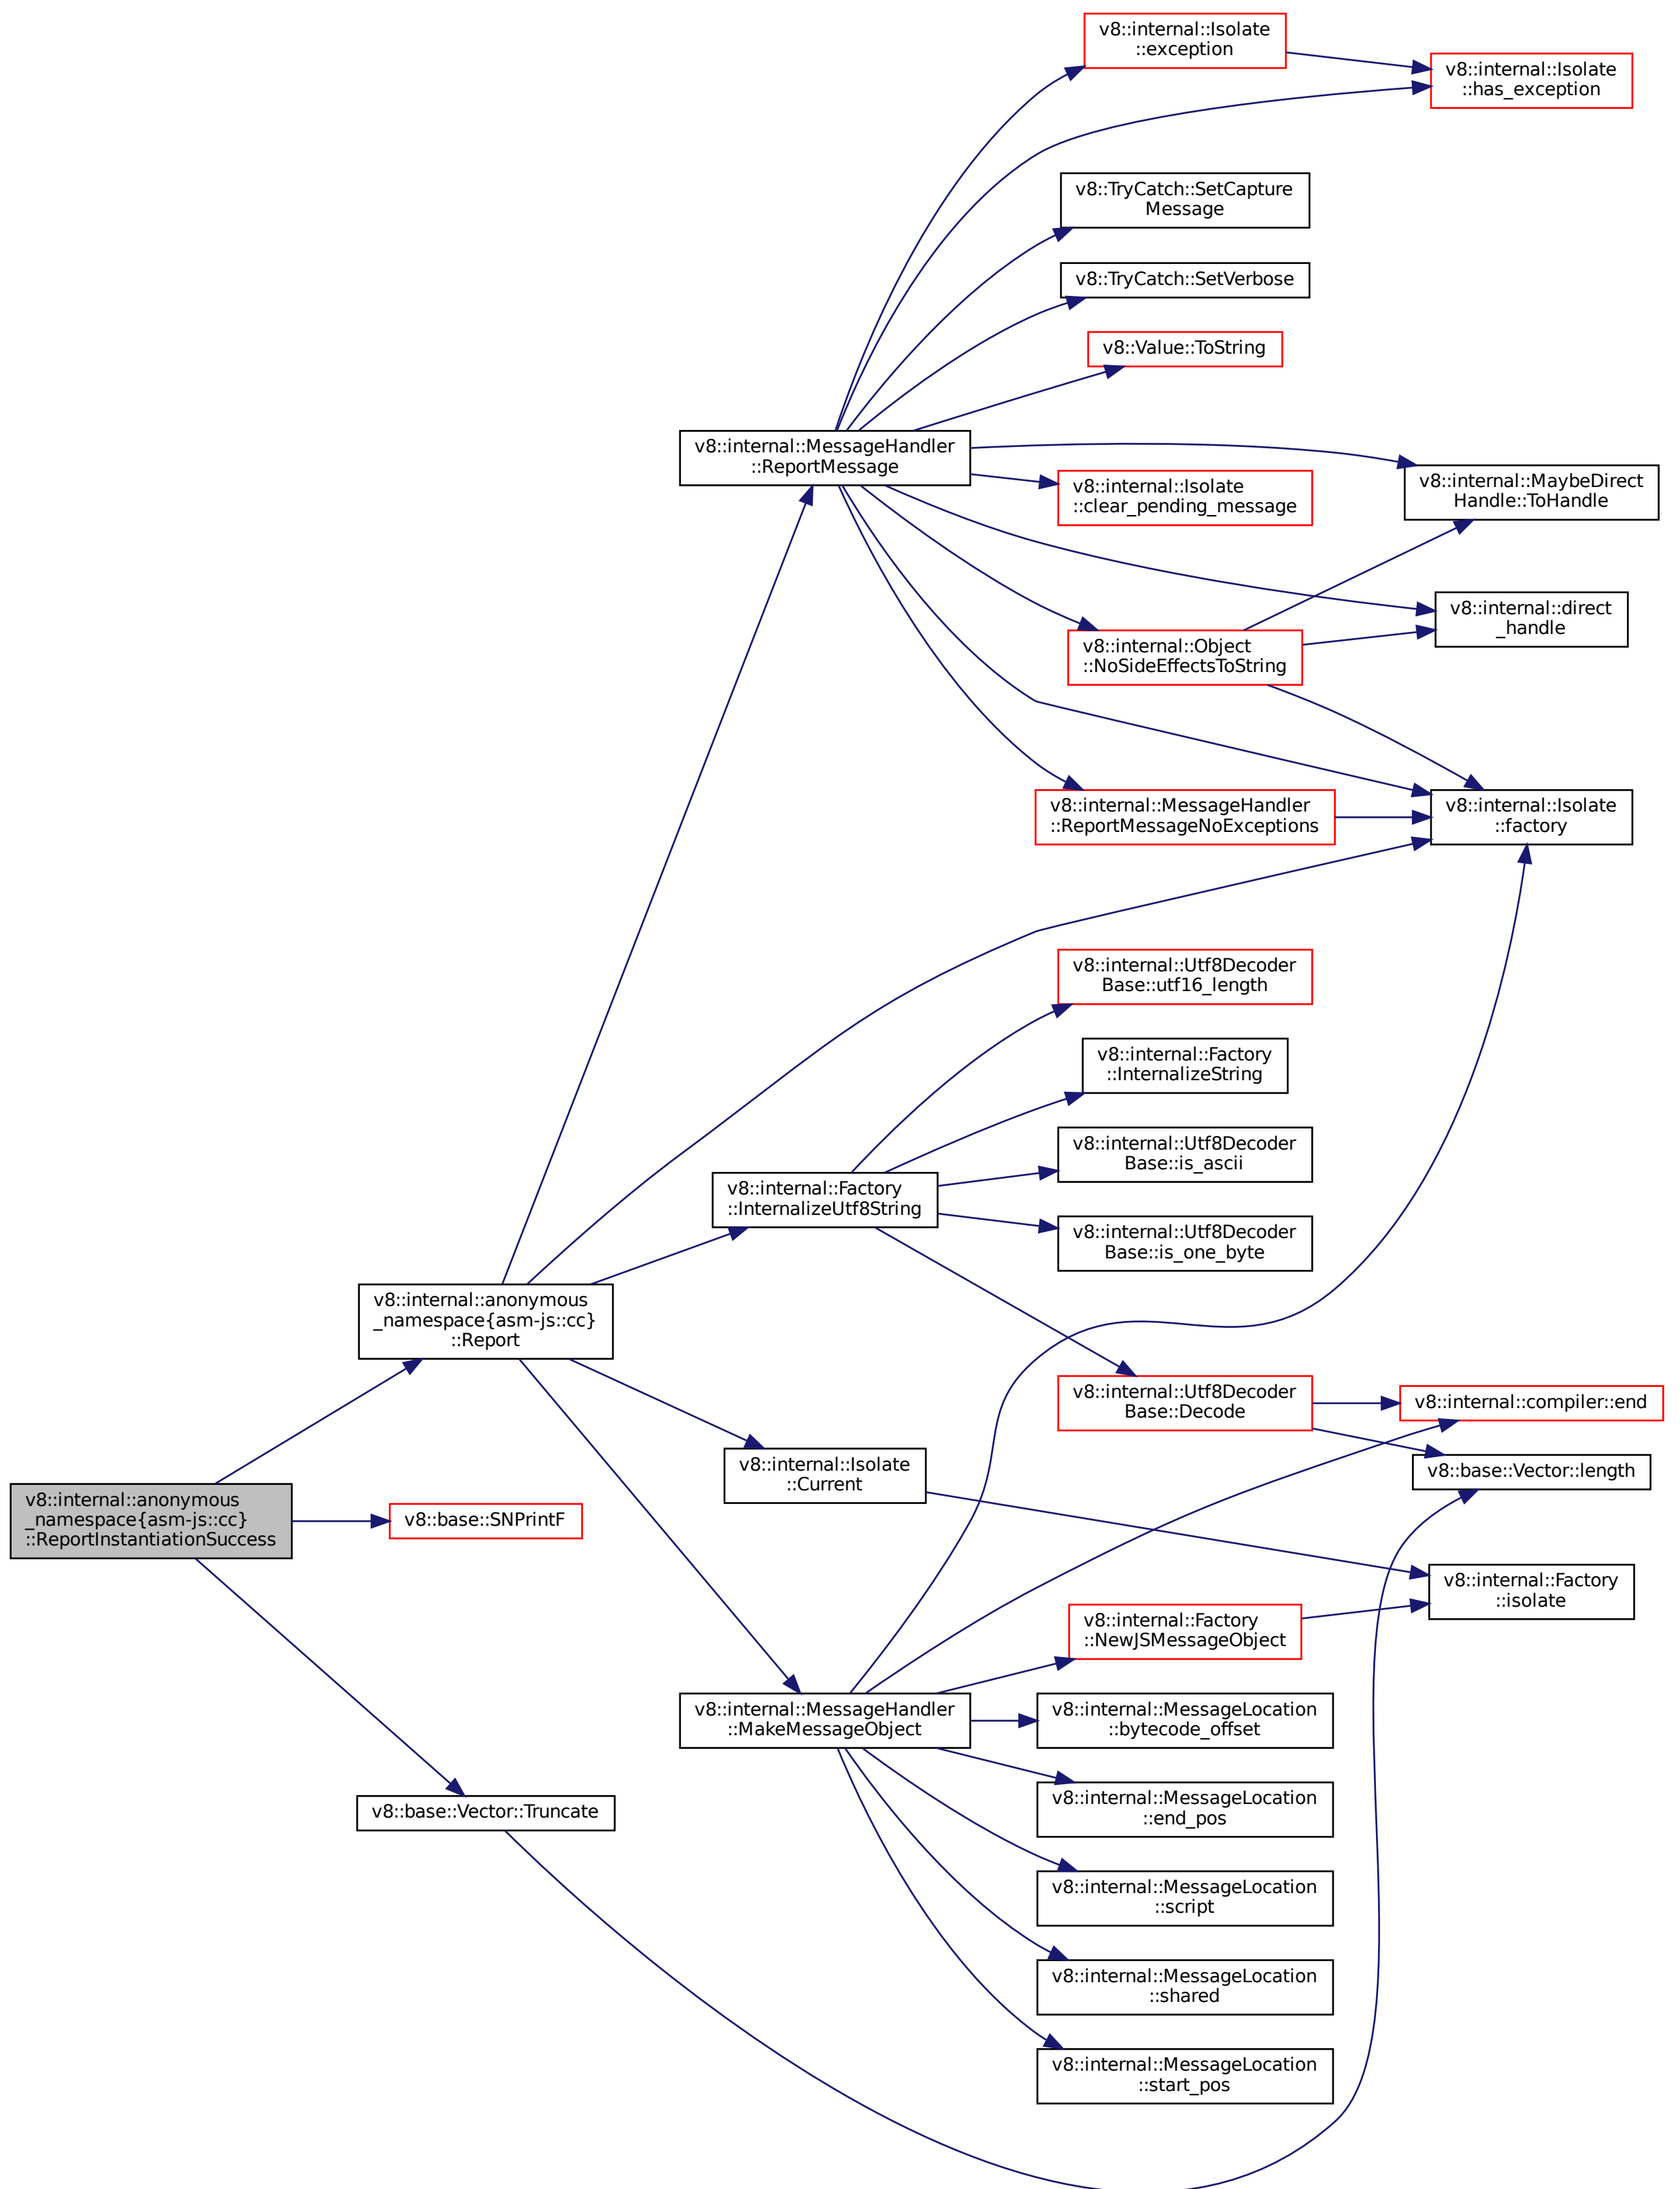 v8::internal::Isolate
::exception
v8::internal::Isolate
::has_exception
v8::TryCatch::SetCapture
Message
v8::TryCatch::SetVerbose
v8::Value::ToString
v8::internal::MessageHandler
::ReportMessage
v8::internal::MaybeDirect
Handle::ToHandle
v8::internal::Isolate
::clear_pending_message
v8::internal::direct
_handle
v8::internal::Object
::NoSideEffectsToString
v8::internal::MessageHandler
::ReportMessageNoExceptions
v8::internal::Isolate
::factory
v8::internal::Utf8Decoder
Base::utf16_length
v8::internal::Factory
::InternalizeString
v8::internal::Utf8Decoder
Base::is_ascii
v8::internal::Factory
::InternalizeUtf8String
v8::internal::Utf8Decoder
Base::is_one_byte
v8::internal::anonymous
_namespace{asm-js::cc}
::Report
v8::internal::Utf8Decoder
Base::Decode
v8::internal::compiler::end
v8::internal::Isolate
::Current
v8::base::Vector::length
v8::internal::anonymous
_namespace{asm-js::cc}
::ReportInstantiationSuccess
v8::base::SNPrintF
v8::internal::Factory
::isolate
v8::internal::Factory
::NewJSMessageObject
v8::internal::MessageHandler
::MakeMessageObject
v8::internal::MessageLocation
::bytecode_offset
v8::base::Vector::Truncate
v8::internal::MessageLocation
::end_pos
v8::internal::MessageLocation
::script
v8::internal::MessageLocation
::shared
v8::internal::MessageLocation
::start_pos